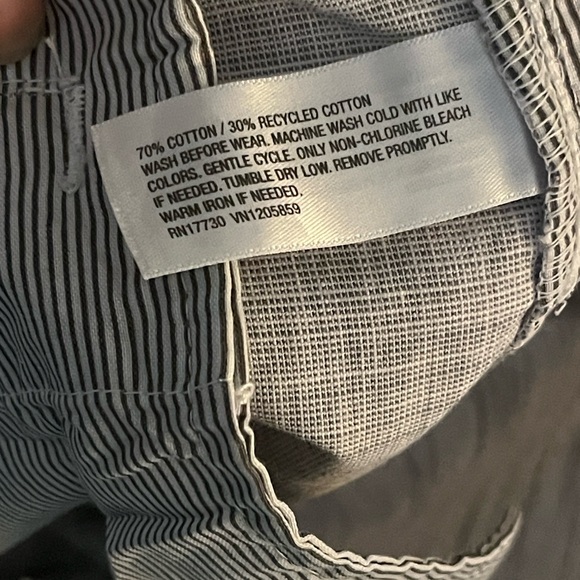 70% COTTON / 30% RECYCLED COTTON
WASH BEFORE WEAR. MACHINE WASH COLD WITH LIKE
COLORS. GENTLE CYCLE. ONLY NON-CHLORINE BLEACH
IF NEEDED. TUMBLE DRY LOW. REMOVE PROMPTLY.
WARM IRON IF NEEDED.
RN17730 VN1205859